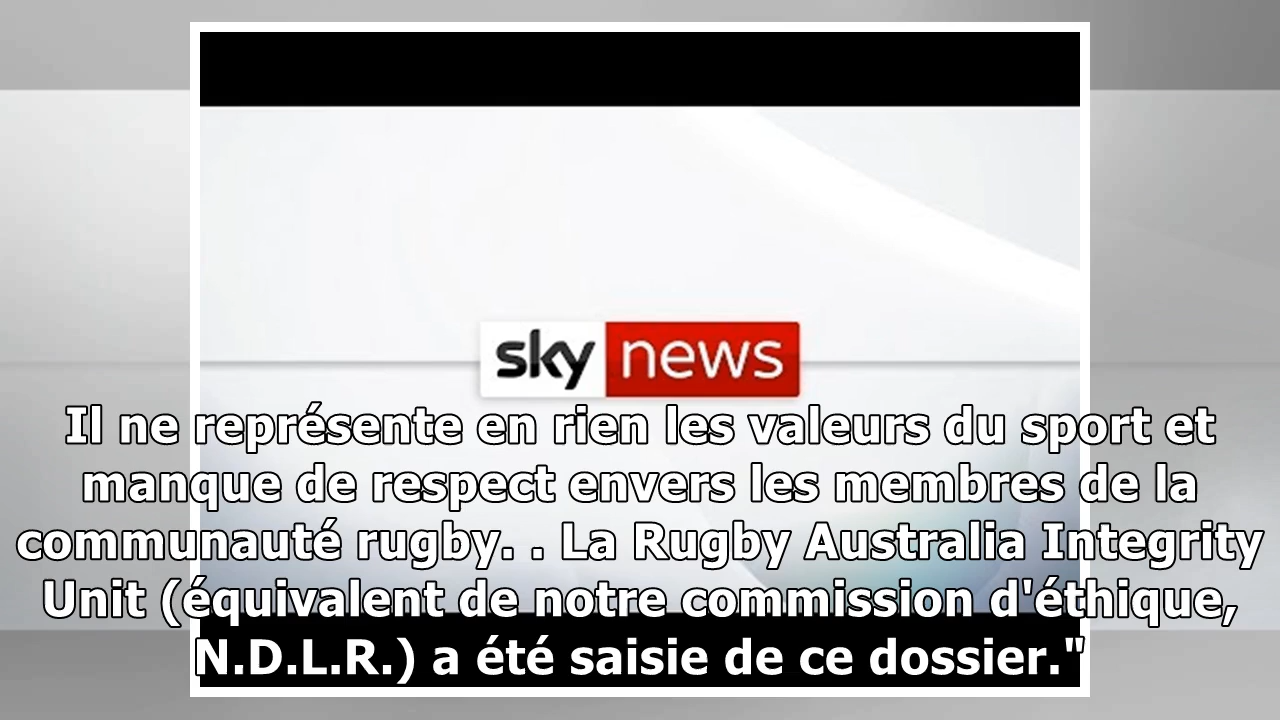 sky news
Il ne représente en rien les valeurs du sport et
manque de respect envers les membres de la
communauté rugby. . La Rugby Australia Integrity
Unit (équivalent de notre commission d'éthique,
N.D.L.R.) a été saisie de ce dossier."